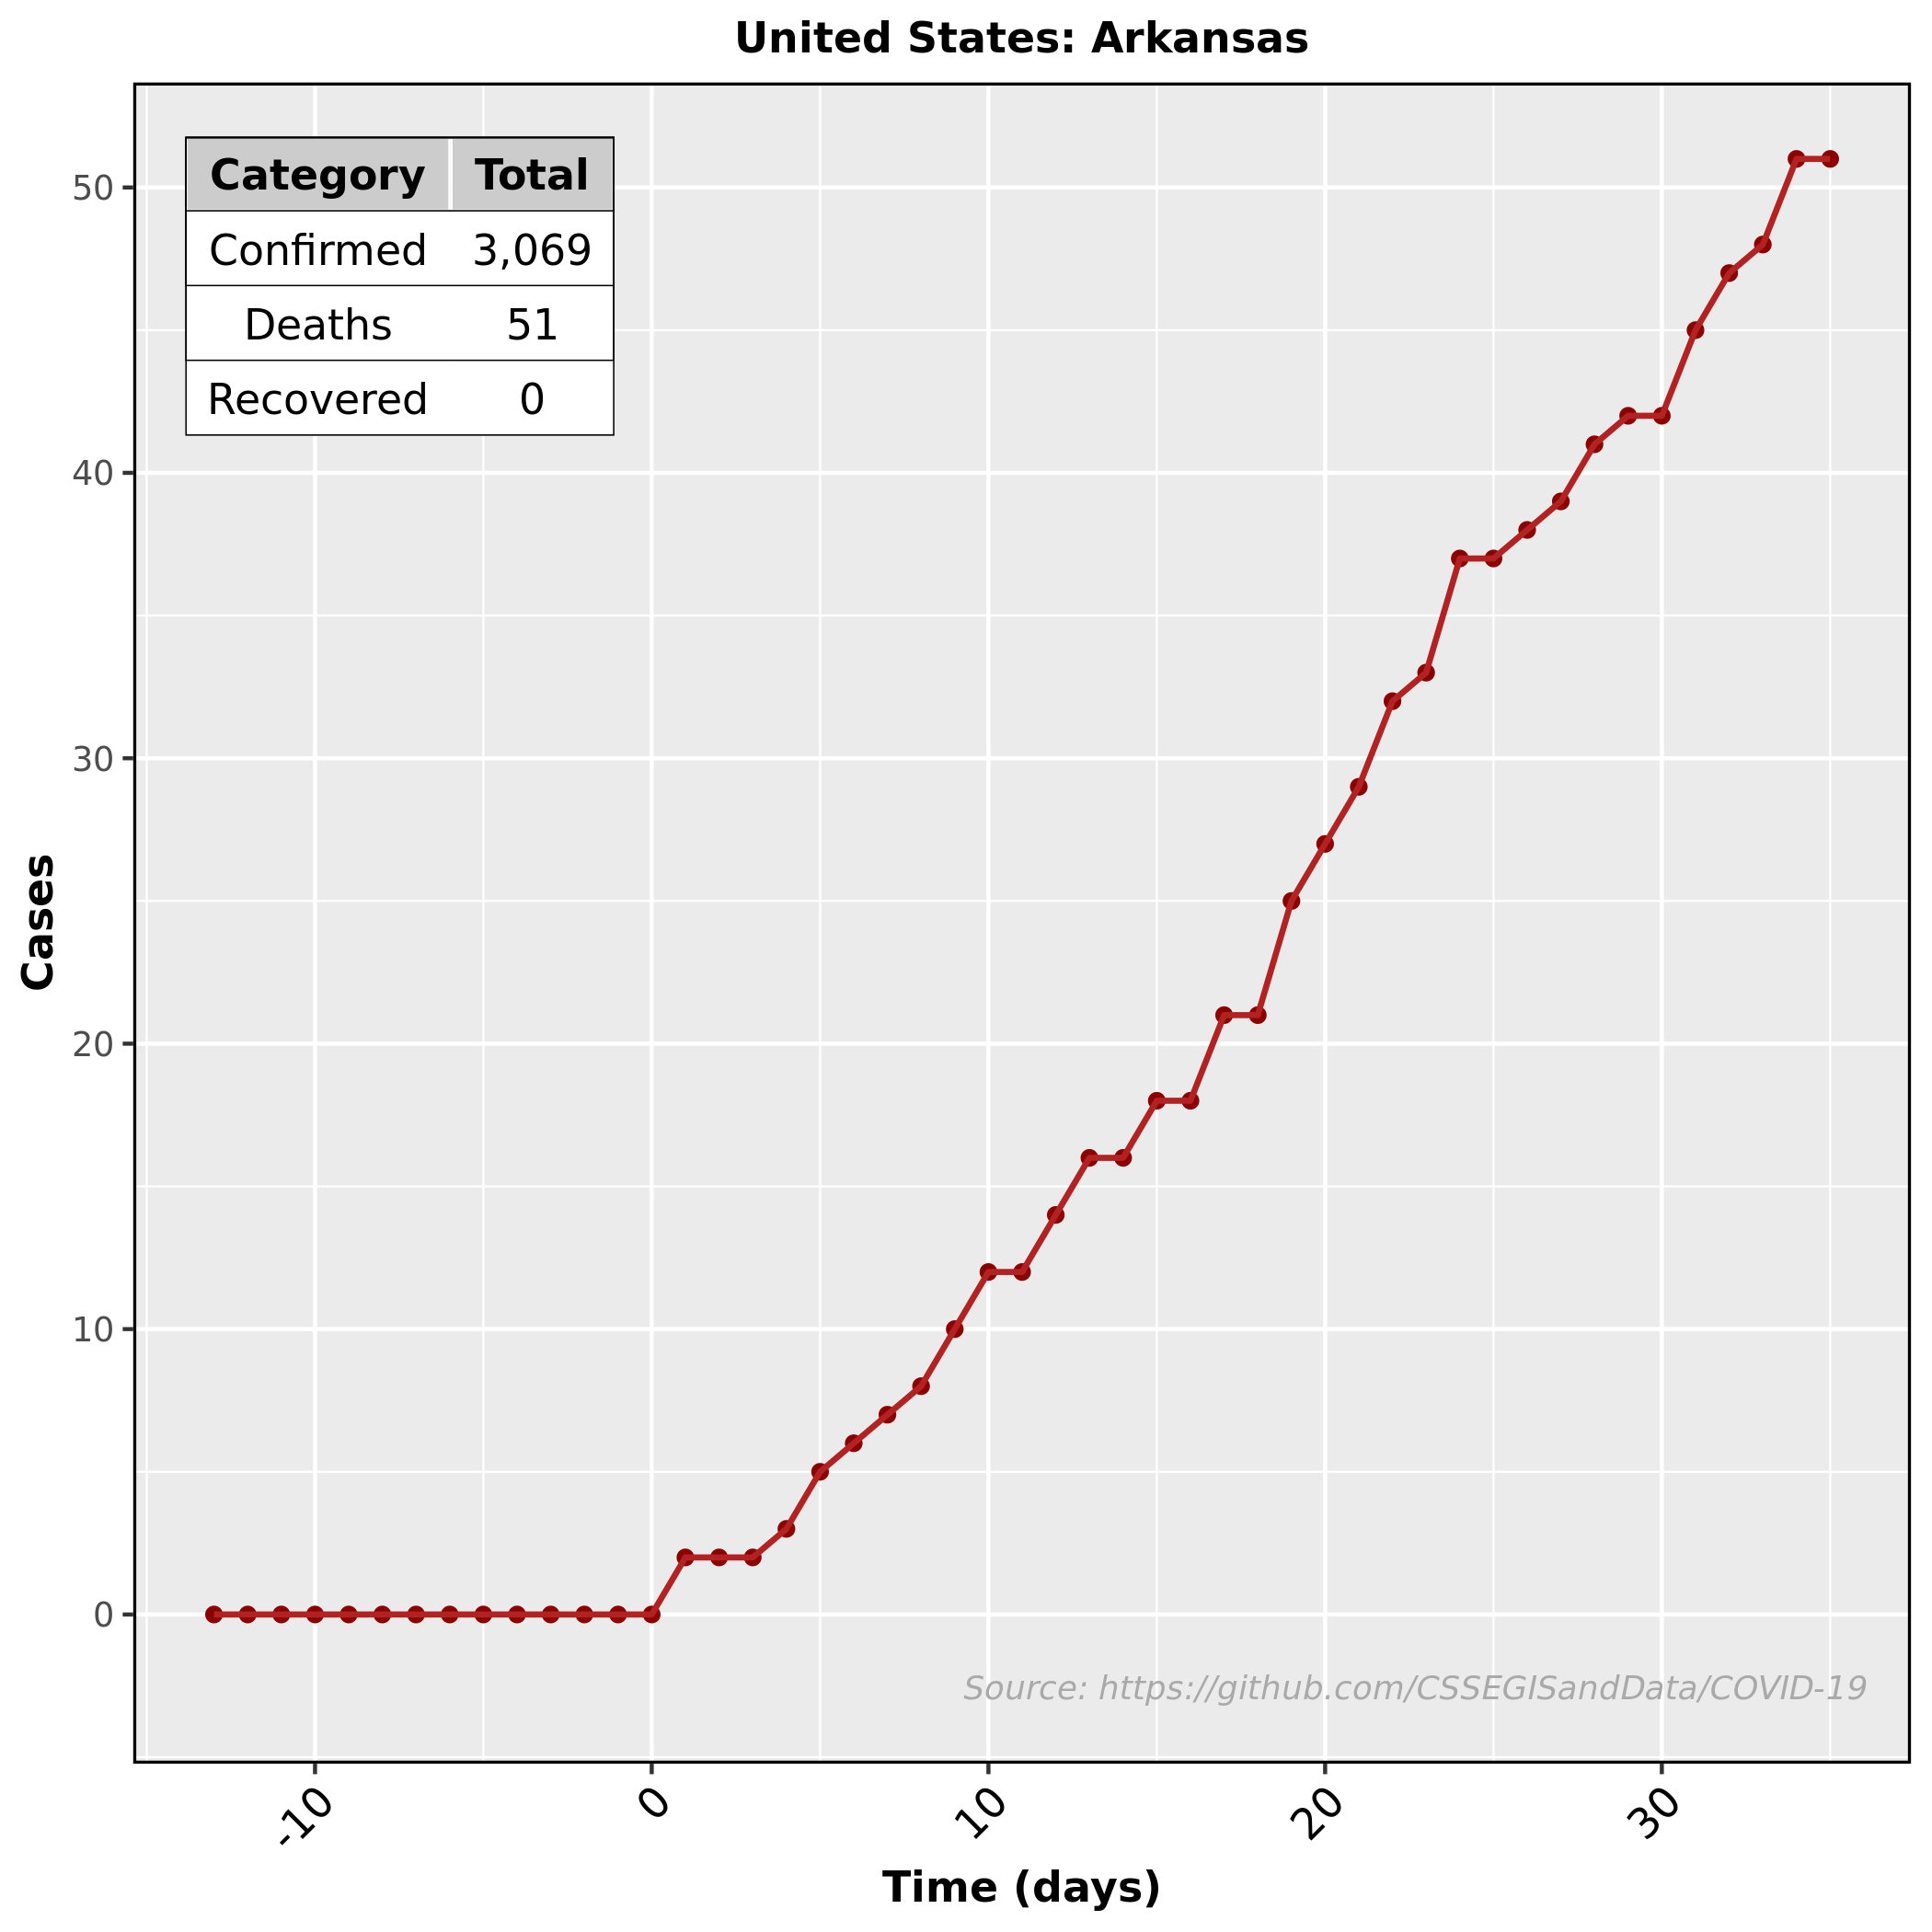 United States: Arkansas
Category Total
Confirmed 3,069
Deaths 51
Recovered 0
50
40
30
20
10
0
Cases
Source: https://github.com/CSSEGISandData/COVID-19
-10 0 10 20 30
Time (days)